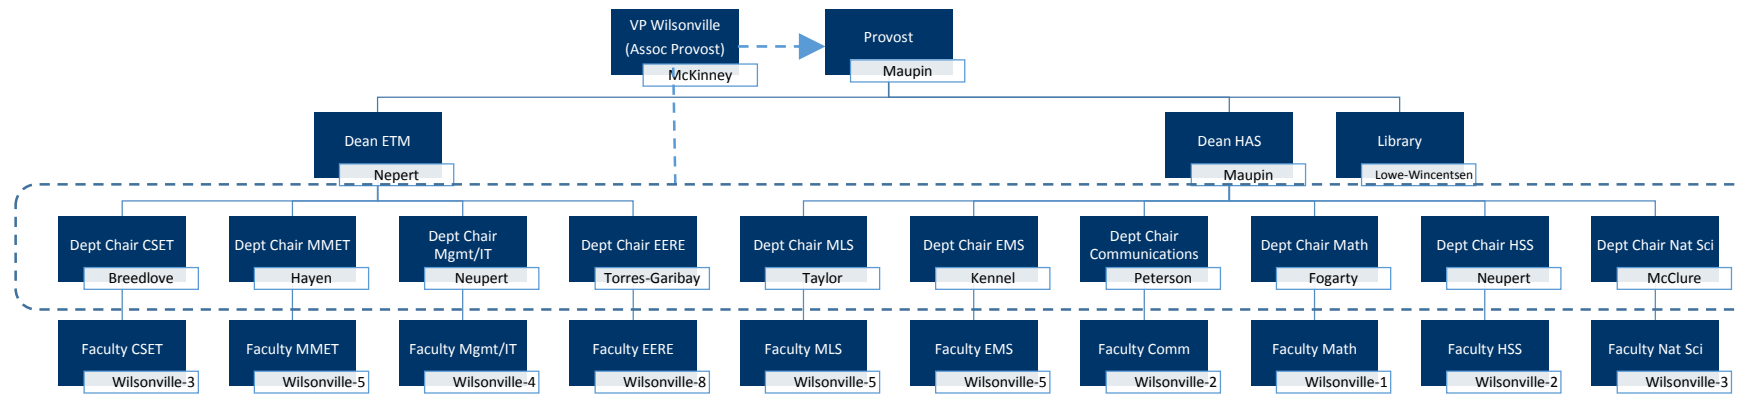 VP Wilsonville
(Assoc Provost)
McKinney
Provost
Maupin
Dean ETM
Nepert
Dean HAS
Maupin
Library
Lowe-Wincentsen
Dept Chair CSET
Breedlove
Dept Chair MMET
Hayen
Dept Chair
Mgmt/IT
Neupert
Dept Chair EERE
Torres-Garibay
Dept Chair MLS
Taylor
Dept Chair EMS
Kennel
Dept Chair
Communications
Peterson
Dept Chair Math
Fogarty
Dept Chair HSS
Neupert
Dept Chair Nat Sci
McClure
Faculty CSET
Wilsonville-3
Faculty MMET
Wilsonville-5
Faculty Mgmt/IT
Wilsonville-4
Faculty EERE
Wilsonville-8
Faculty MLS
Wilsonville-5
Faculty EMS
Wilsonville-5
Faculty Comm
Wilsonville-2
Faculty Math
Wilsonville-1
Faculty HSS
Wilsonville-2
Faculty Nat Sci
Wilsonville-3